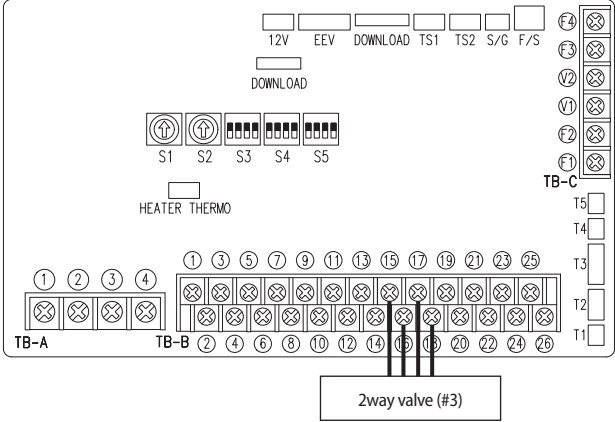 12V EEV DOWNLOAD TS1 TS2 S/G F/S
DOWNLOAD
S1 S2 S3 S4 S5
HEATER THERMO
F4
F3
V2
V1
F2
F1
TB-C
T5
T4
T3
T2
T1
1 2 3 4
TB-A
1 3 5 7 9 11 13 15 17 19 21 23 25
TB-B 2 4 6 8 10 12 14 16 18 20 22 24 26
2way valve (#3)